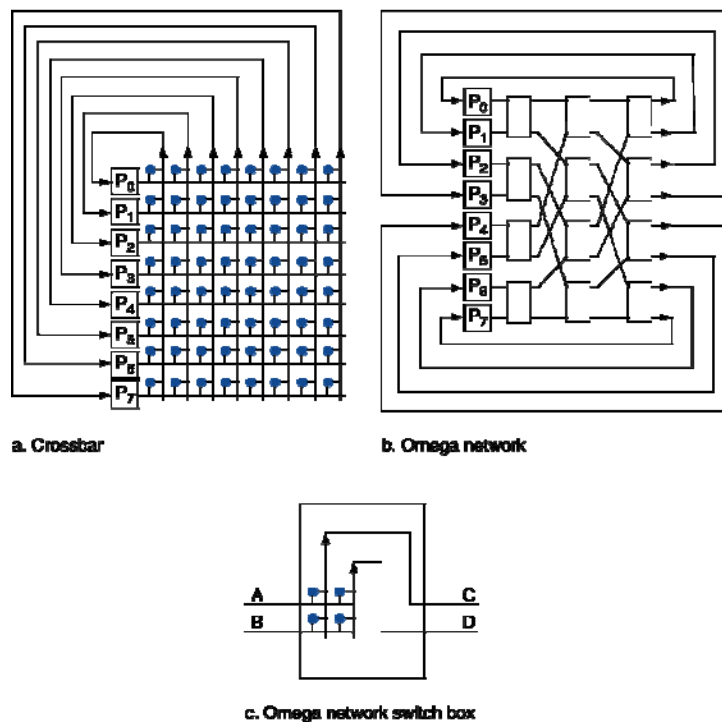 P0
P1
P2
P3
P4
P5
P6
P7
P0
P1
P2
P3
P4
P5
P6
P7
a. Crossbar
b. Omega network
A
C
B
D
c. Omega network switch box